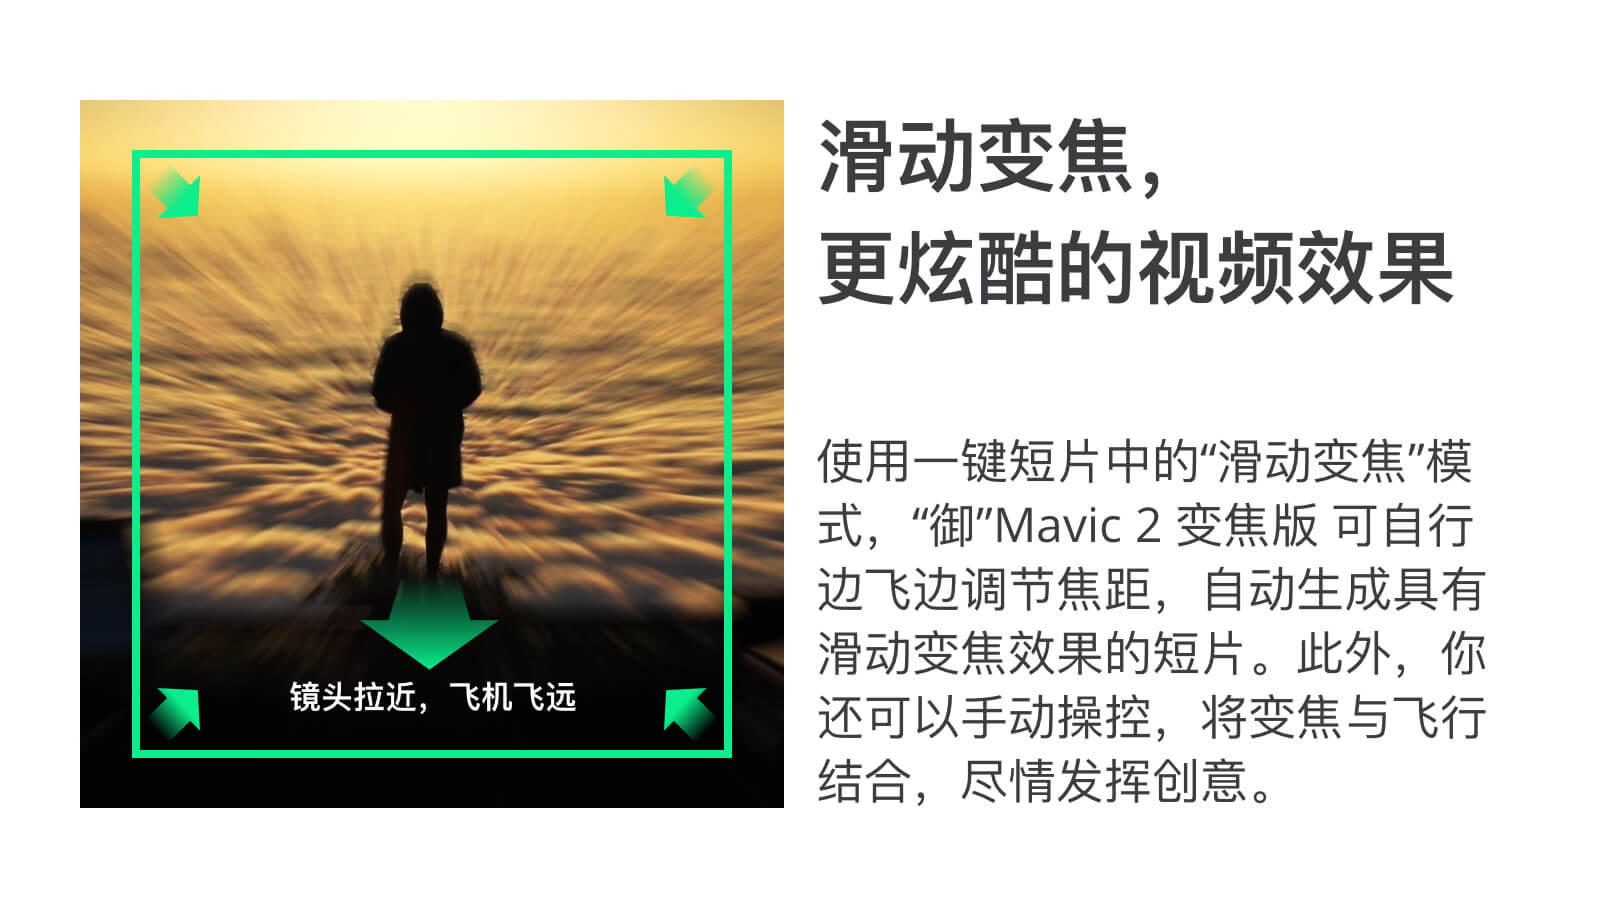 滑动变焦，
更炫酷的视频效果
使用一键短片中的“滑动变焦”模
式，“御”Mavic 2 变焦版 可自行
边飞边调节焦距，自动生成具有
滑动变焦效果的短片。此外，你
还可以手动操控，将变焦与飞行
结合，尽情发挥创意。
镜头拉近，飞机飞远